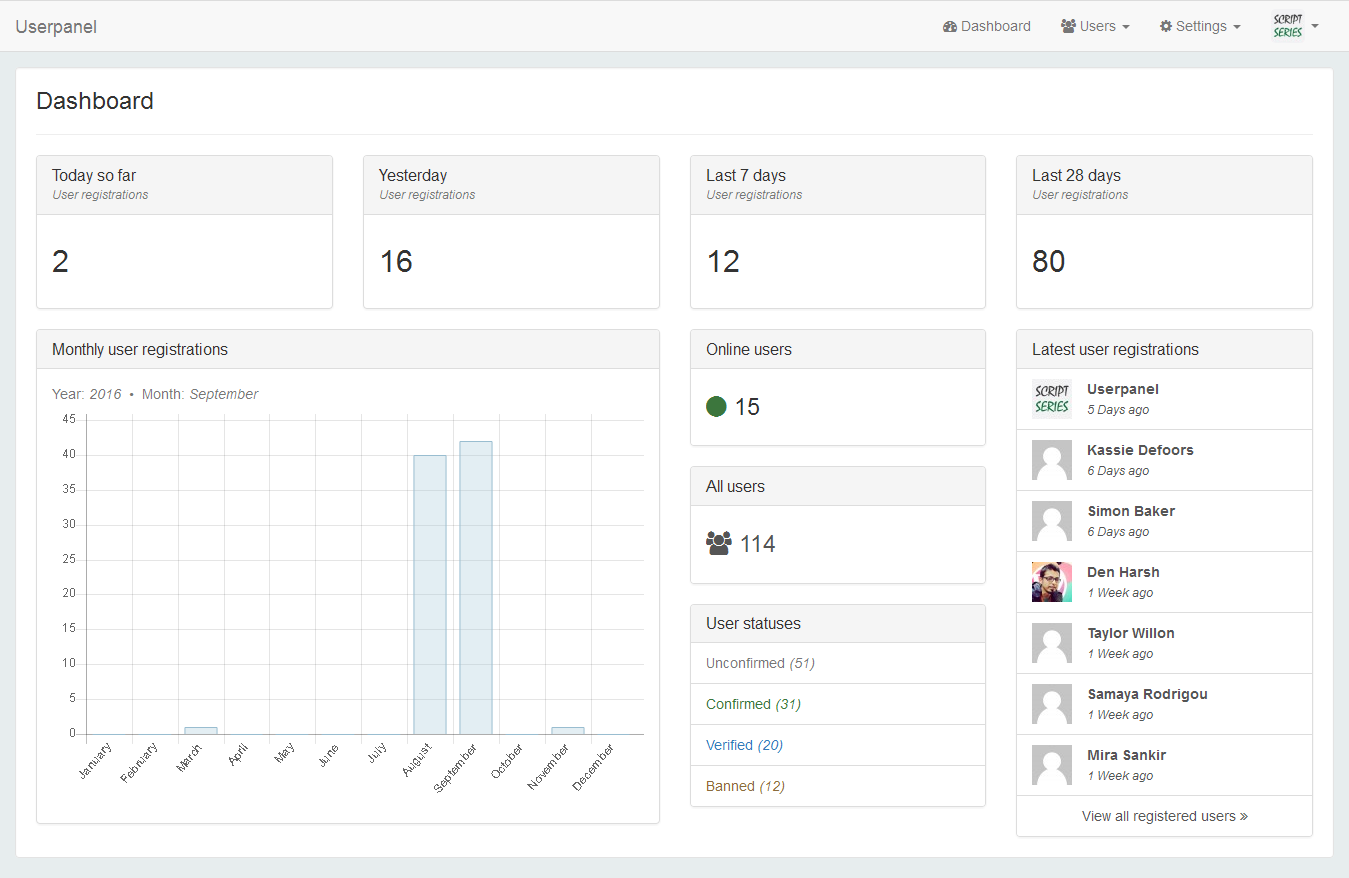 Userpanel
Dashboard
Users
Settings
SCRIPT
SERIES
Dashboard
Today so far
User registrations
2
Yesterday
User registrations
16
Last 7 days
User registrations
12
Last 28 days
User registrations
80
Monthly user registrations
Year: 2016 • Month: September
45
40
35
30
25
20
15
10
5
0
January
February
March
April
May
June
July
August
September
October
November
December
Online users
15
All users
114
User statuses
Unconfirmed (51)
Confirmed (31)
Verified (20)
Banned (12)
Latest user registrations
SCRIPT
SERIES
Userpanel
5 Days ago
Kassie Defoors
6 Days ago
Simon Baker
6 Days ago
Den Harsh
1 Week ago
Taylor Willon
1 Week ago
Samaya Rodrigou
1 Week ago
Mira Sankir
1 Week ago
View all registered users »